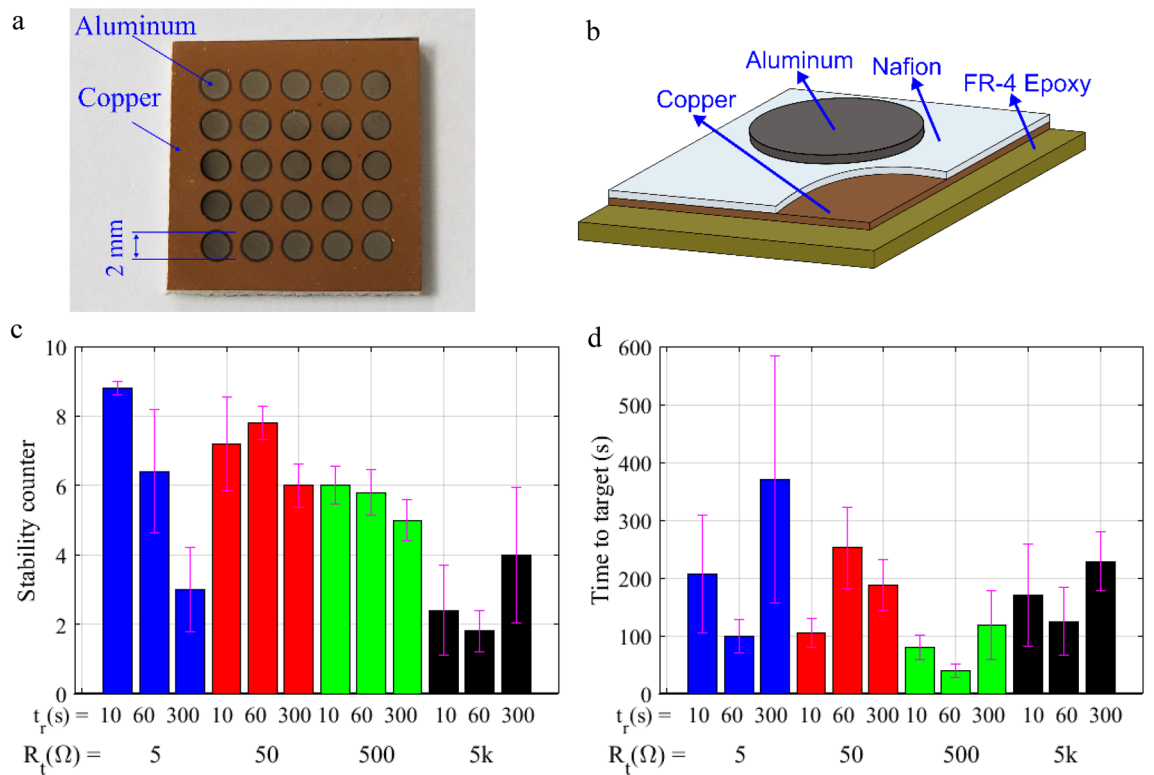 a
Aluminum
Copper
2 mm
b
Aluminum
Nafion
FR-4 Epoxy
Copper
c
10
8
6
4
2
0
Stability counter
t_r(s) = 10 60 300 10 60 300 10 60 300 10 60 300
R_t(Ω) = 5 50 500 5k
d
600
500
400
300
200
100
0
Time to target (s)
t_r(s) = 10 60 300 10 60 300 10 60 300 10 60 300
R_t(Ω) = 5 50 500 5k